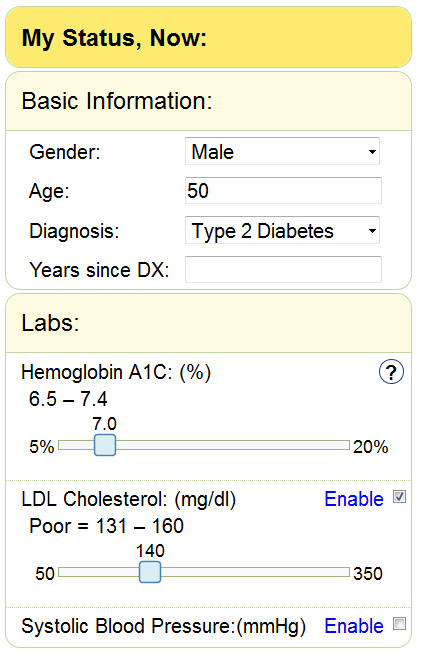 My Status, Now:
Basic Information:
Gender: Male
Age: 50
Diagnosis: Type 2 Diabetes
Years since DX:
Labs:
Hemoglobin A1C: (%) ?
6.5 – 7.4
7.0
5% 20%
LDL Cholesterol: (mg/dl) Enable
Poor = 131 – 160
140
50 350
Systolic Blood Pressure:(mmHg) Enable